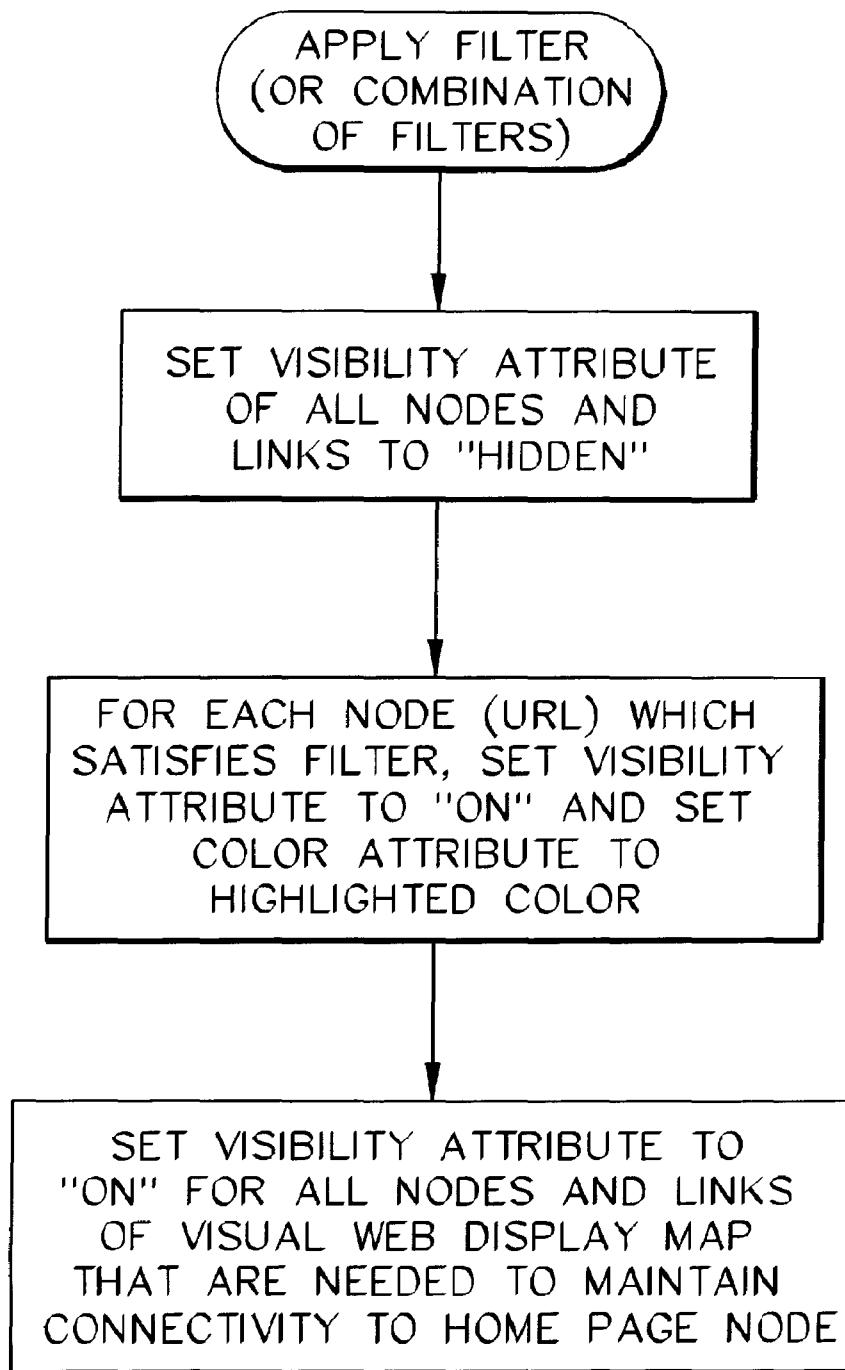 APPLY FILTER
(OR COMBINATION
OF FILTERS)
SET VISIBILITY ATTRIBUTE
OF ALL NODES AND
LINKS TO "HIDDEN"
FOR EACH NODE (URL) WHICH
SATISFIES FILTER, SET VISIBILITY
ATTRIBUTE TO "ON" AND SET
COLOR ATTRIBUTE TO
HIGHLIGHTED COLOR
SET VISIBILITY ATTRIBUTE TO
"ON" FOR ALL NODES AND LINKS
OF VISUAL WEB DISPLAY MAP
THAT ARE NEEDED TO MAINTAIN
CONNECTIVITY TO HOME PAGE NODE